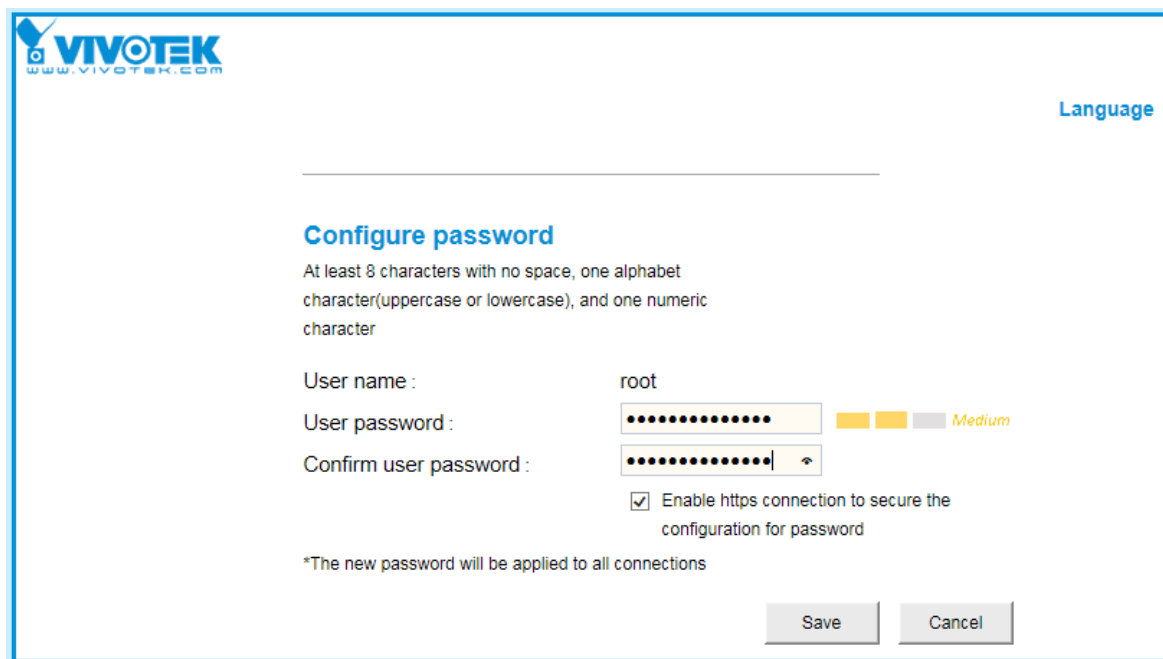 VIVOTEK
www.vivotek.com
Language
Configure password
At least 8 characters with no space, one alphabet
character(uppercase or lowercase), and one numeric
character
User name : root
User password : •••••••••••••• Medium
Confirm user password : ••••••••••••••
Enable https connection to secure the
configuration for password
*The new password will be applied to all connections
Save Cancel